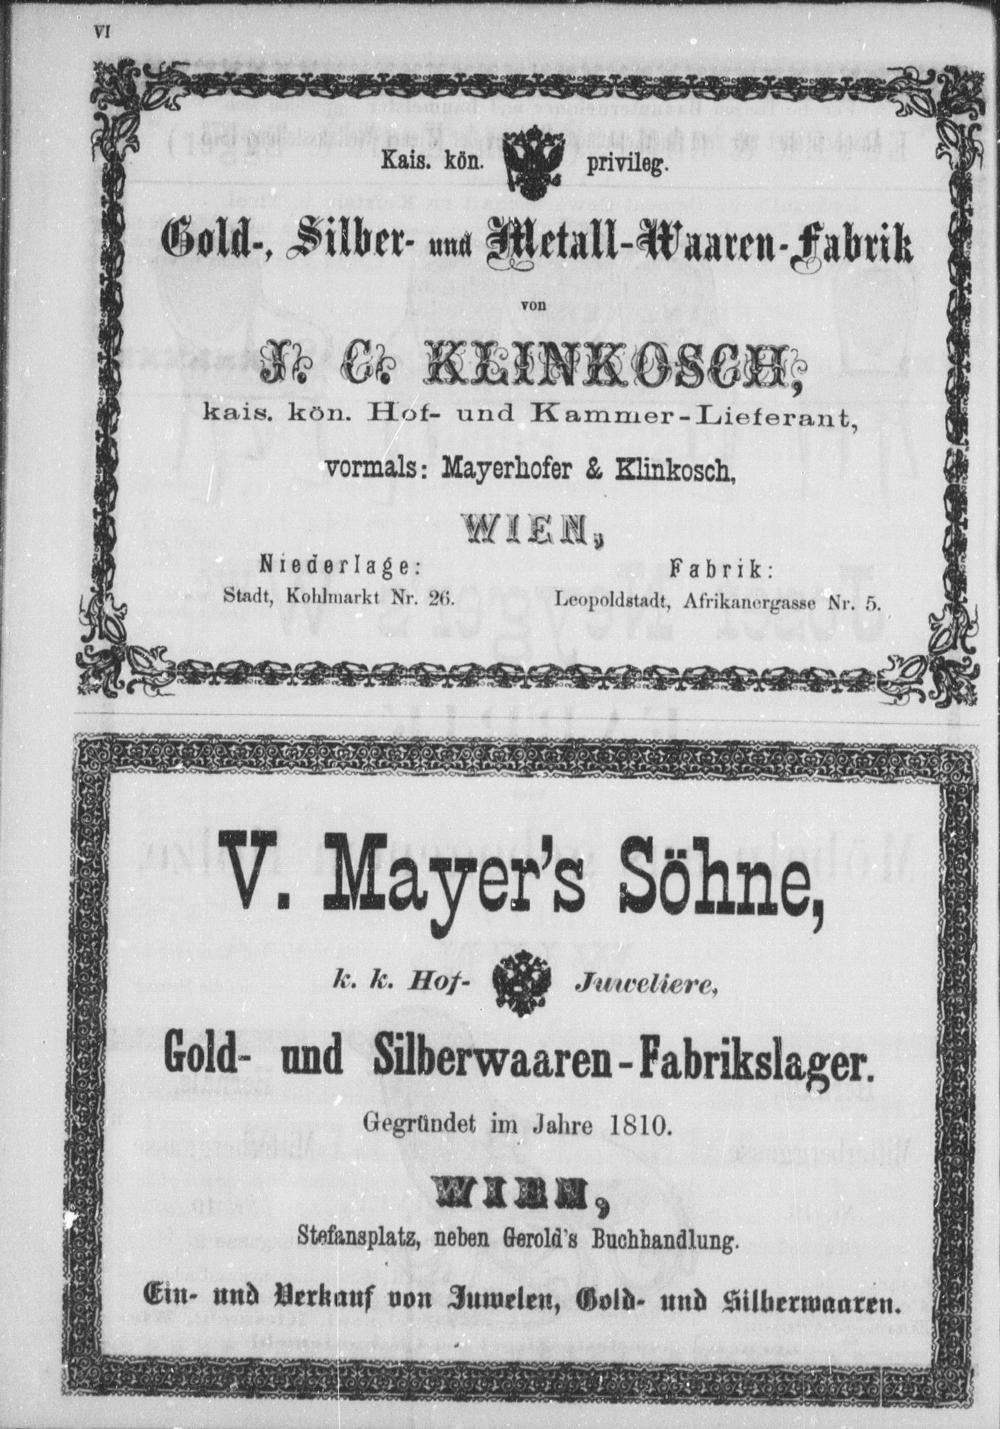 VI
Kais. kön. privileg.
Gold-, Silber- und Metall-Waaren-Fabrik
von
J. C. KLINKOSCH,
kais. kön. Hof- und Kammer-Lieferant,
vormals: Mayerhofer & Klinkosch,
WIEN,
Niederlage:
Stadt, Kohlmarkt Nr. 26.
Fabrik:
Leopoldstadt, Afrikanergasse Nr. 5.
V. Mayer's Söhne,
k. k. Hof- Juweliere,
Gold- und Silberwaaren-Fabrikslager.
Gegründet im Jahre 1810.
WIEN,
Stefansplatz, neben Gerold's Buchhandlung.
Ein- und Verkauf von Juwelen, Gold- und Silberwaaren.